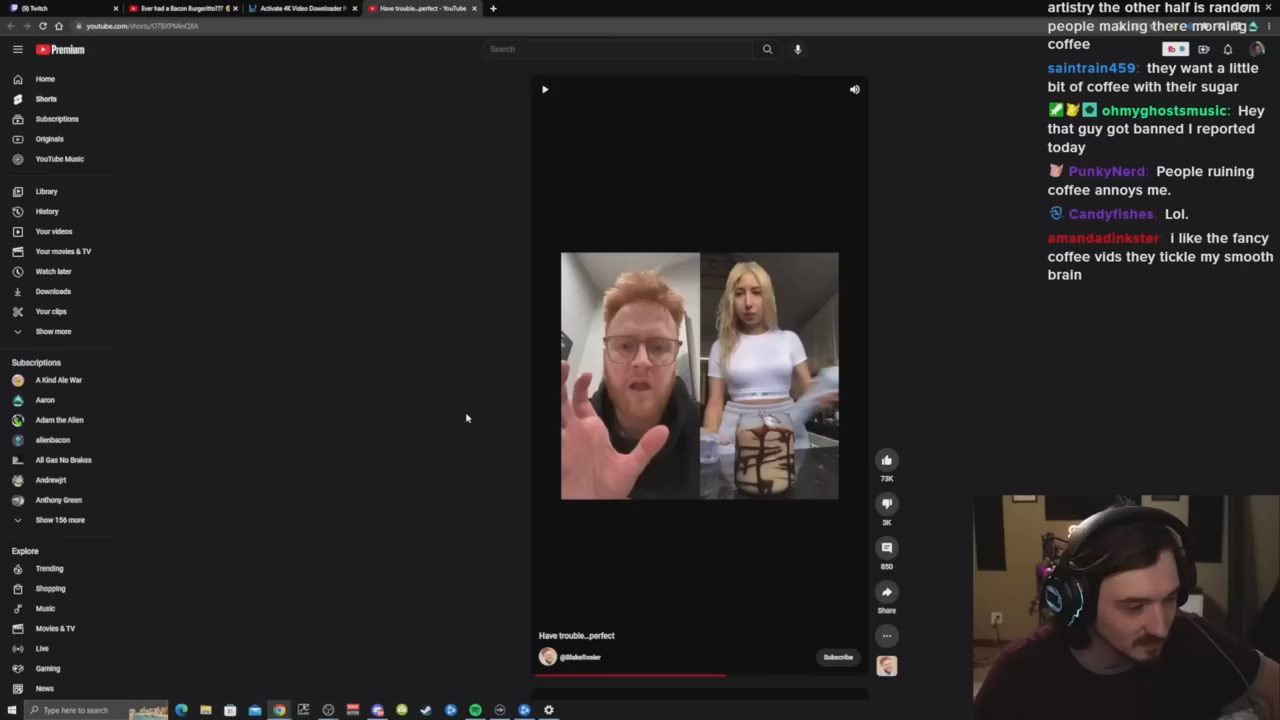 Twitch
Ever had a Bacon Burgeritto???
Activate 4K Video Downloader P
Have trouble...perfect - YouTube
Premium
Search
Home
Shorts
Subscriptions
Originals
YouTube Music
Library
History
Your videos
Your movies & TV
Watch later
Downloads
Your clips
Show more
Subscriptions
A Kind Ale War
Aaron
Adam the Alien
alienbacon
All Gas No Brakes
Andrewjrt
Anthony Green
Show 156 more
Explore
Trending
Shopping
Music
Movies & TV
Live
Gaming
News
73K
3K
850
Share
Have trouble...perfect
@BlakeRosier
Subscribe
artistry the other half is random
people making there morning
coffee
saintrain459: they want a little
bit of coffee with their sugar
ohmyghostsmusic: Hey
that guy got banned I reported
today
PunkyNerd: People ruining
coffee annoys me.
Candyfishes: Lol.
amandadinkster i like the fancy
coffee vids they tickle my smooth
brain
Type here to search